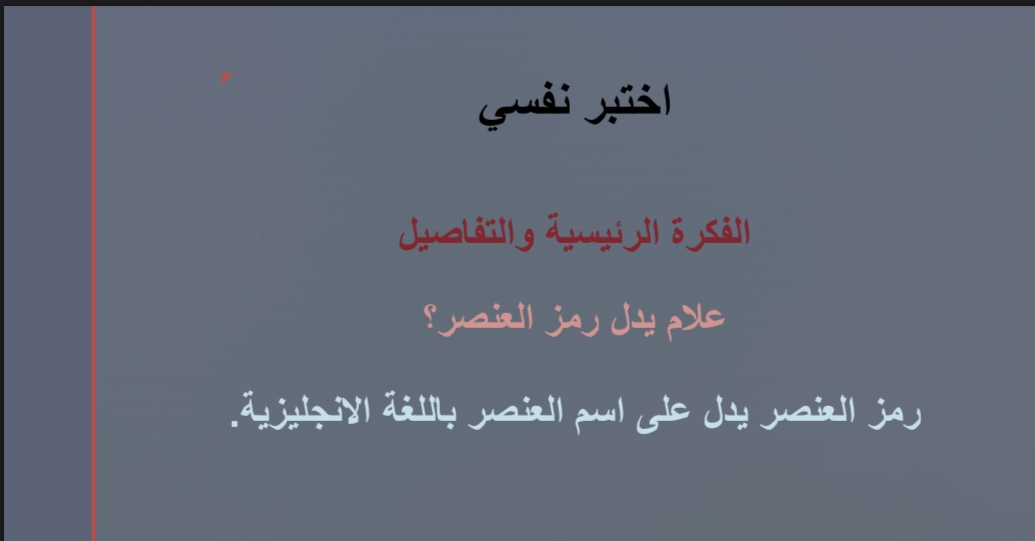 اختبر نفسي
الفكرة الرئيسية والتفاصيل
علام يدل رمز العنصر؟
رمز العنصر يدل على اسم العنصر باللغة الانجليزية.